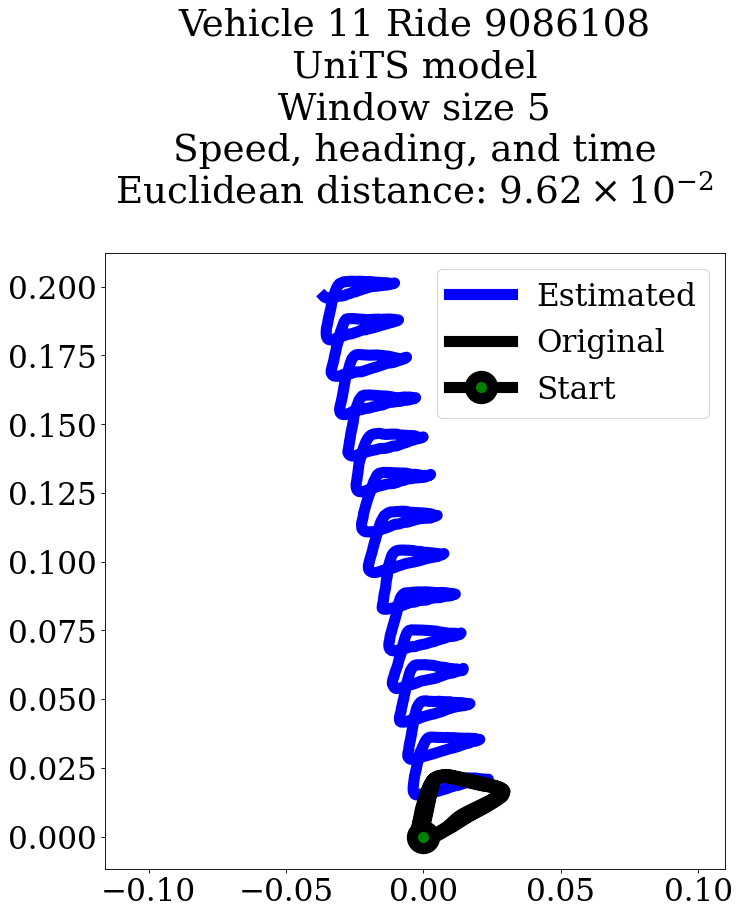 Vehicle 11 Ride 9086108
UniTS model
Window size 5
Speed, heading, and time
Euclidean distance: 9.62 × 10⁻²
Estimated
Original
Start
0.200
0.175
0.150
0.125
0.100
0.075
0.050
0.025
0.000
−0.10 −0.05 0.00 0.05 0.10